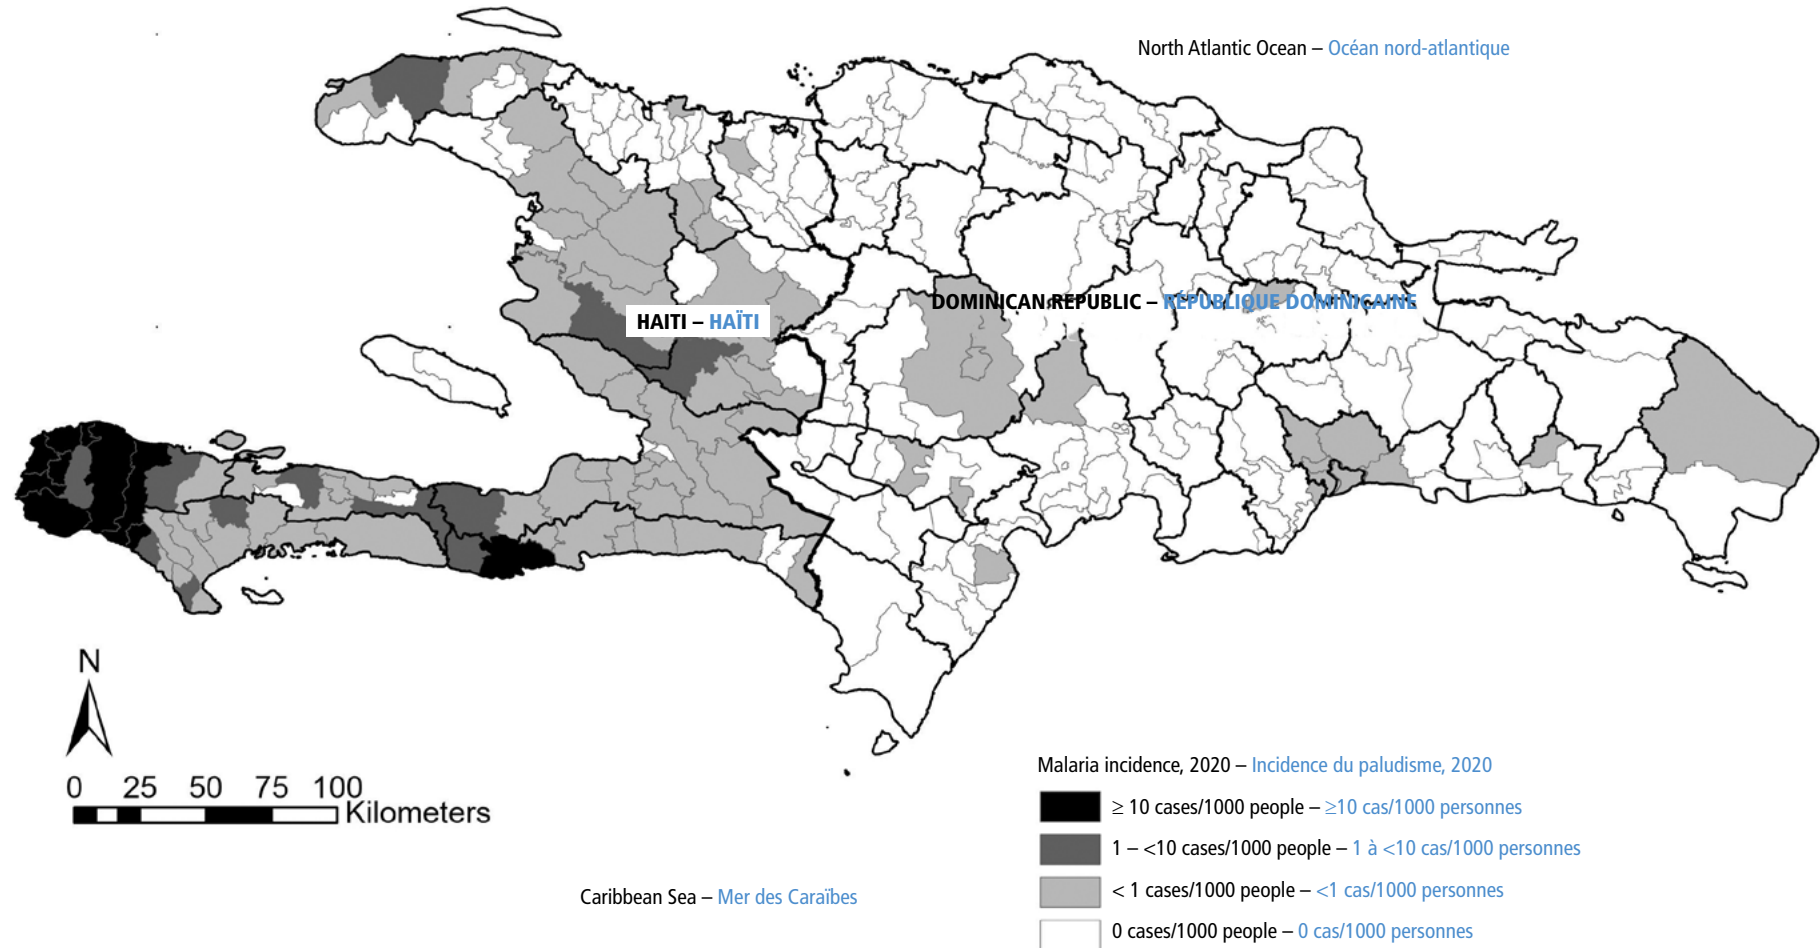 North Atlantic Ocean – Océan nord-atlantique
DOMINICAN REPUBLIC – RÉPUBLIQUE DOMINICAINE
HAITI – HAÏTI
N
0 25 50 75 100
Kilometers
Malaria incidence, 2020 – Incidence du paludisme, 2020
≥ 10 cases/1000 people – ≥10 cas/1000 personnes
1 – <10 cases/1000 people – 1 à <10 cas/1000 personnes
< 1 cases/1000 people – <1 cas/1000 personnes
0 cases/1000 people – 0 cas/1000 personnes
Caribbean Sea – Mer des Caraïbes